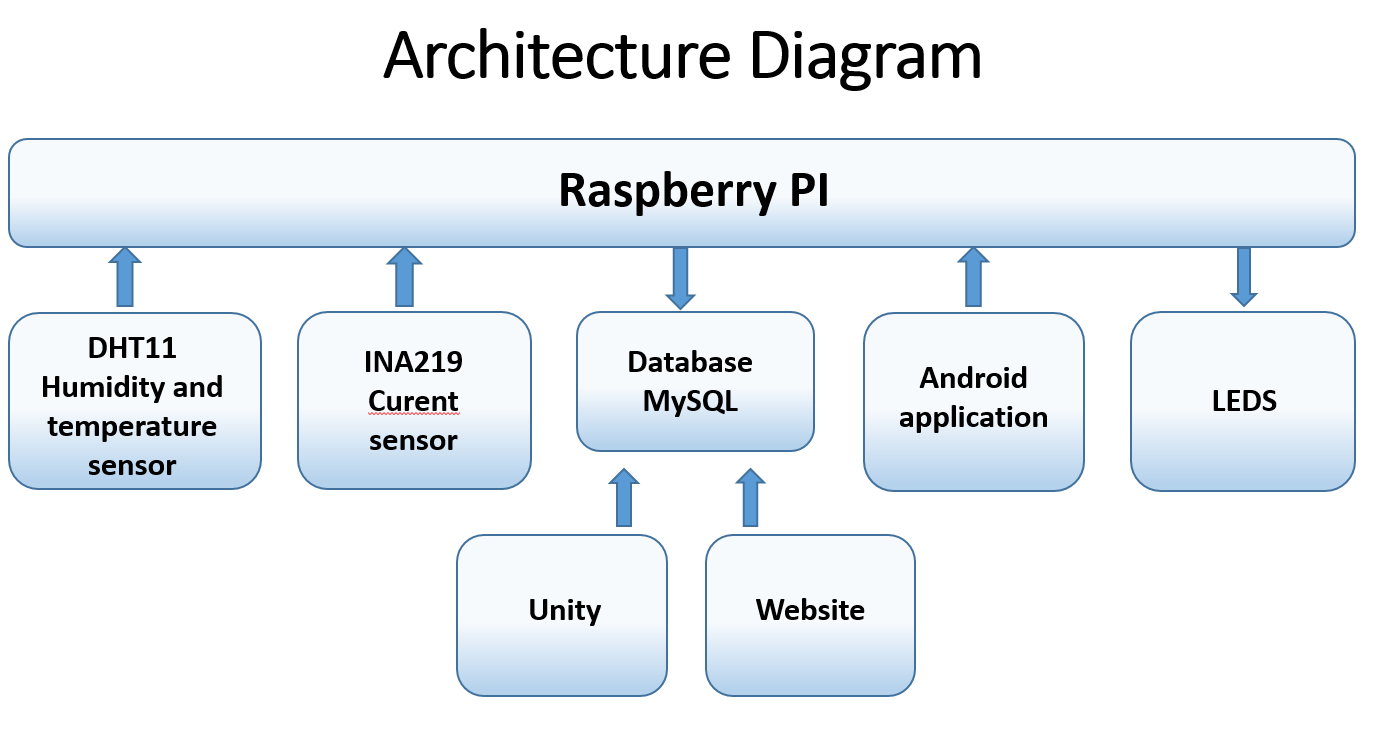 Architecture Diagram
Raspberry PI
DHT11
Humidity and
temperature
sensor
INA219
Curent
sensor
Database
MySQL
Android
application
LEDS
Unity
Website